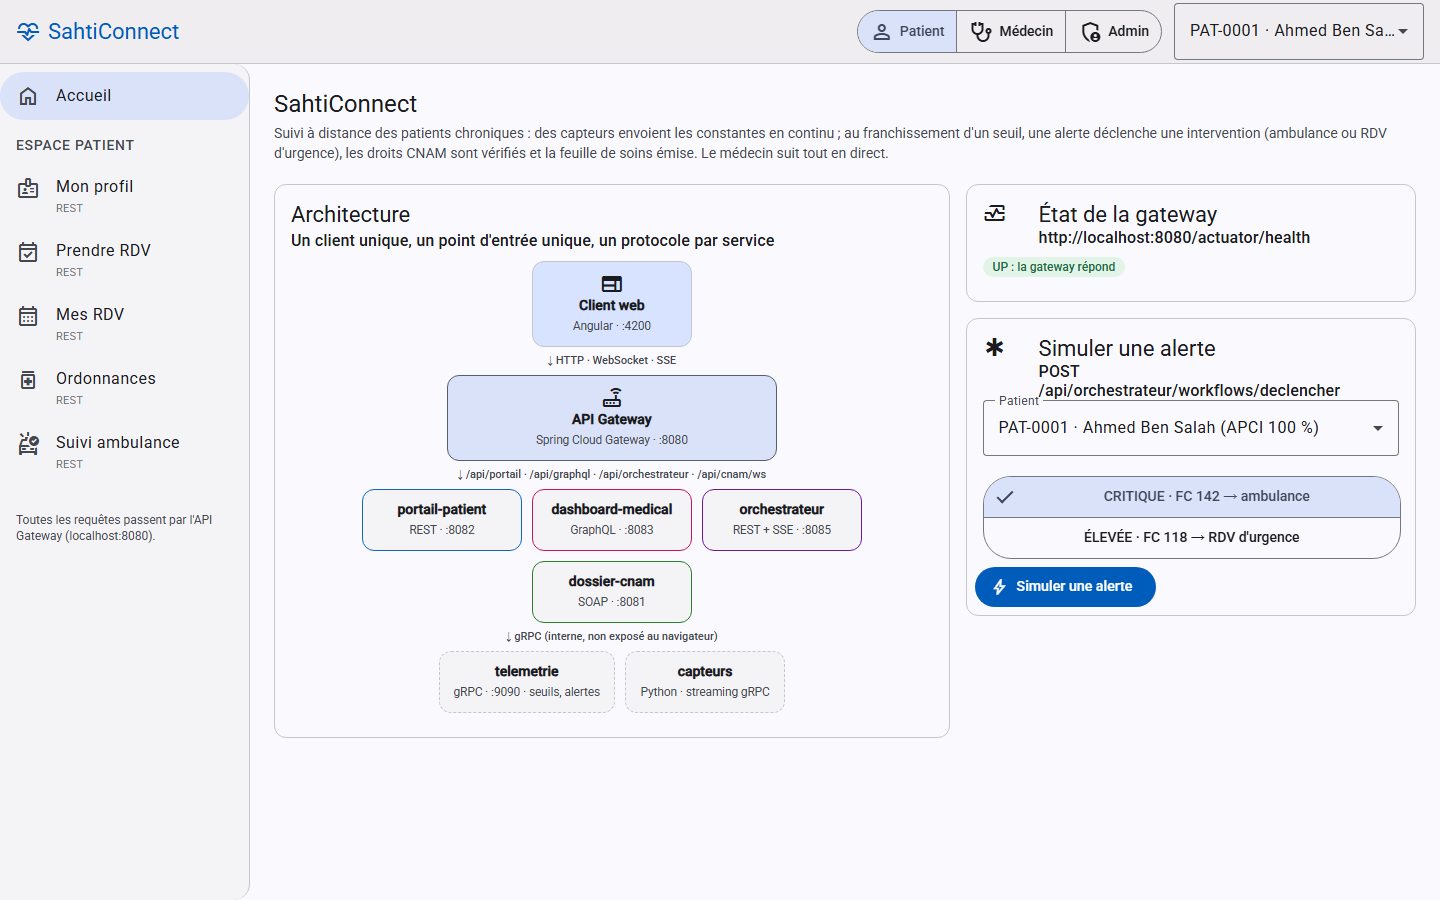 SahtiConnect
Patient
Médecin
Admin
PAT-0001 · Ahmed Ben Sa...
Accueil
ESPACE PATIENT
Mon profil
REST
Prendre RDV
REST
Mes RDV
REST
Ordonnances
REST
Suivi ambulance
REST
Toutes les requêtes passent par l'API
Gateway (localhost:8080).
SahtiConnect
Suivi à distance des patients chroniques : des capteurs envoient les constantes en continu ; au franchissement d'un seuil, une alerte déclenche une intervention (ambulance ou RDV
d'urgence), les droits CNAM sont vérifiés et la feuille de soins émise. Le médecin suit tout en direct.
Architecture
Un client unique, un point d'entrée unique, un protocole par service
Client web
Angular · :4200
↓ HTTP · WebSocket · SSE
API Gateway
Spring Cloud Gateway · :8080
↓ /api/portail · /api/graphql · /api/orchestrateur · /api/cnam/ws
portail-patient
REST · :8082
dashboard-medical
GraphQL · :8083
orchestrateur
REST + SSE · :8085
dossier-cnam
SOAP · :8081
↓ gRPC (interne, non exposé au navigateur)
telemetrie
gRPC · :9090 · seuils, alertes
capteurs
Python · streaming gRPC
État de la gateway
http://localhost:8080/actuator/health
UP : la gateway répond
Simuler une alerte
POST
/api/orchestrateur/workflows/declencher
Patient
PAT-0001 · Ahmed Ben Salah (APCI 100 %)
CRITIQUE · FC 142 → ambulance
ÉLEVÉE · FC 118 → RDV d'urgence
Simuler une alerte